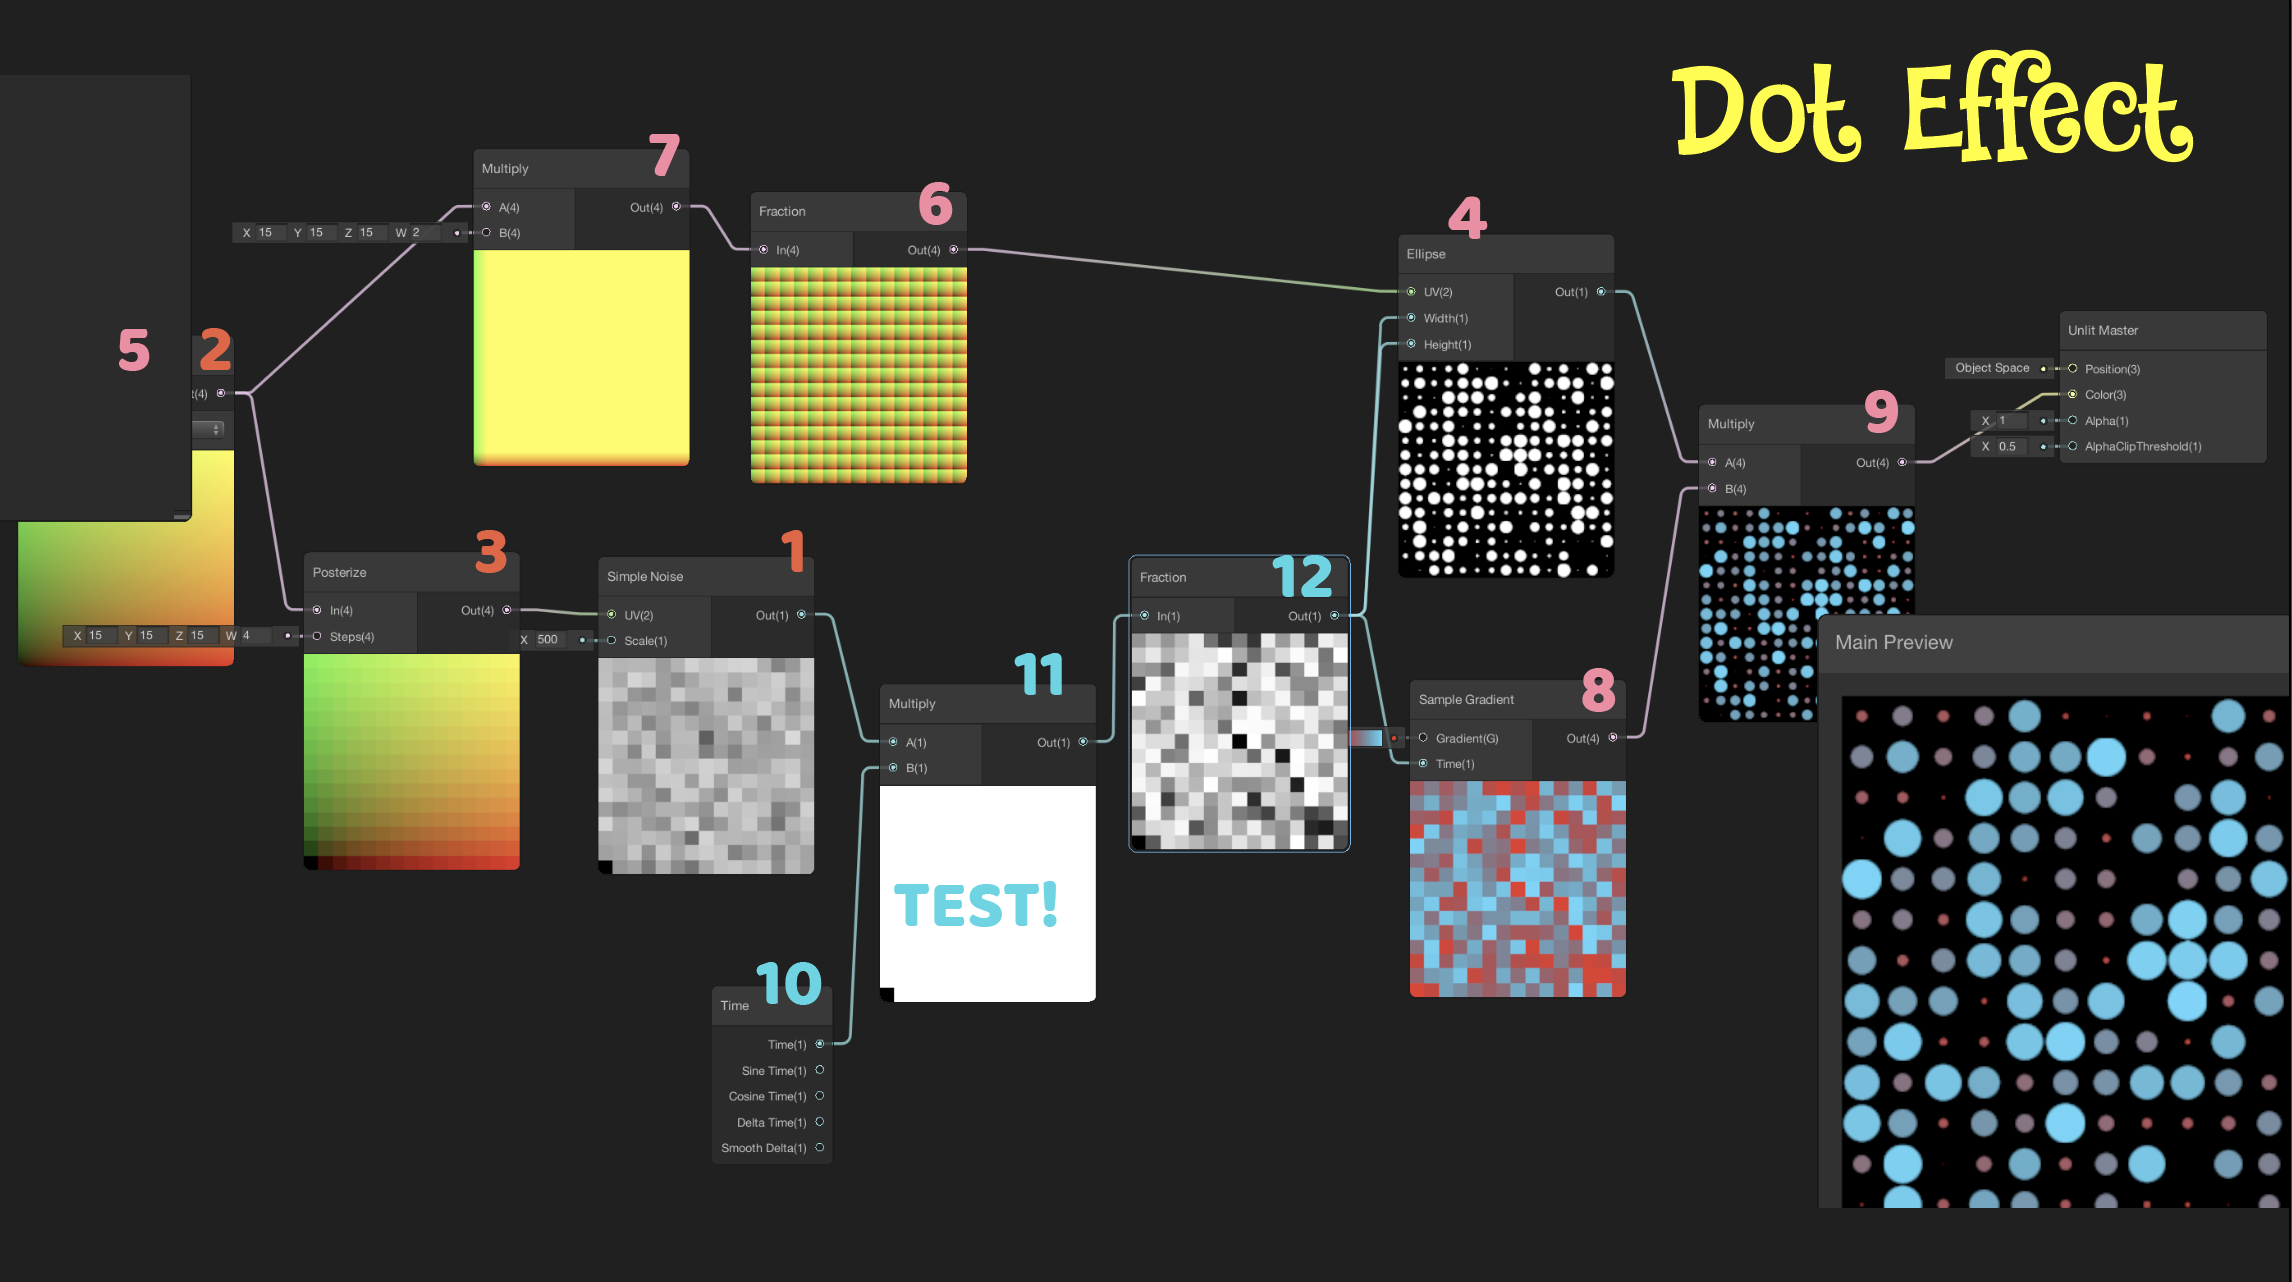 Dot Effect
7
Multiply
A(4) Out(4)
X 15 Y 15 Z 15 W 2 B(4)
6
Fraction
In(4) Out(4)
4
Ellipse
UV(2) Out(1)
Width(1)
Height(1)
5
2
t(4)
Unlit Master
Object Space Position(3)
Color(3)
X 1 Alpha(1)
X 0.5 AlphaClipThreshold(1)
9
Multiply
A(4) Out(4)
B(4)
3
Posterize
In(4) Out(4)
X 15 Y 15 Z 15 W 4 Steps(4)
1
Simple Noise
UV(2) Out(1)
X 500 Scale(1)
12
Fraction
In(1) Out(1)
11
Multiply
A(1) Out(1)
B(1)
TEST!
8
Sample Gradient
Gradient(G) Out(4)
Time(1)
Main Preview
10
Time
Time(1)
Sine Time(1)
Cosine Time(1)
Delta Time(1)
Smooth Delta(1)